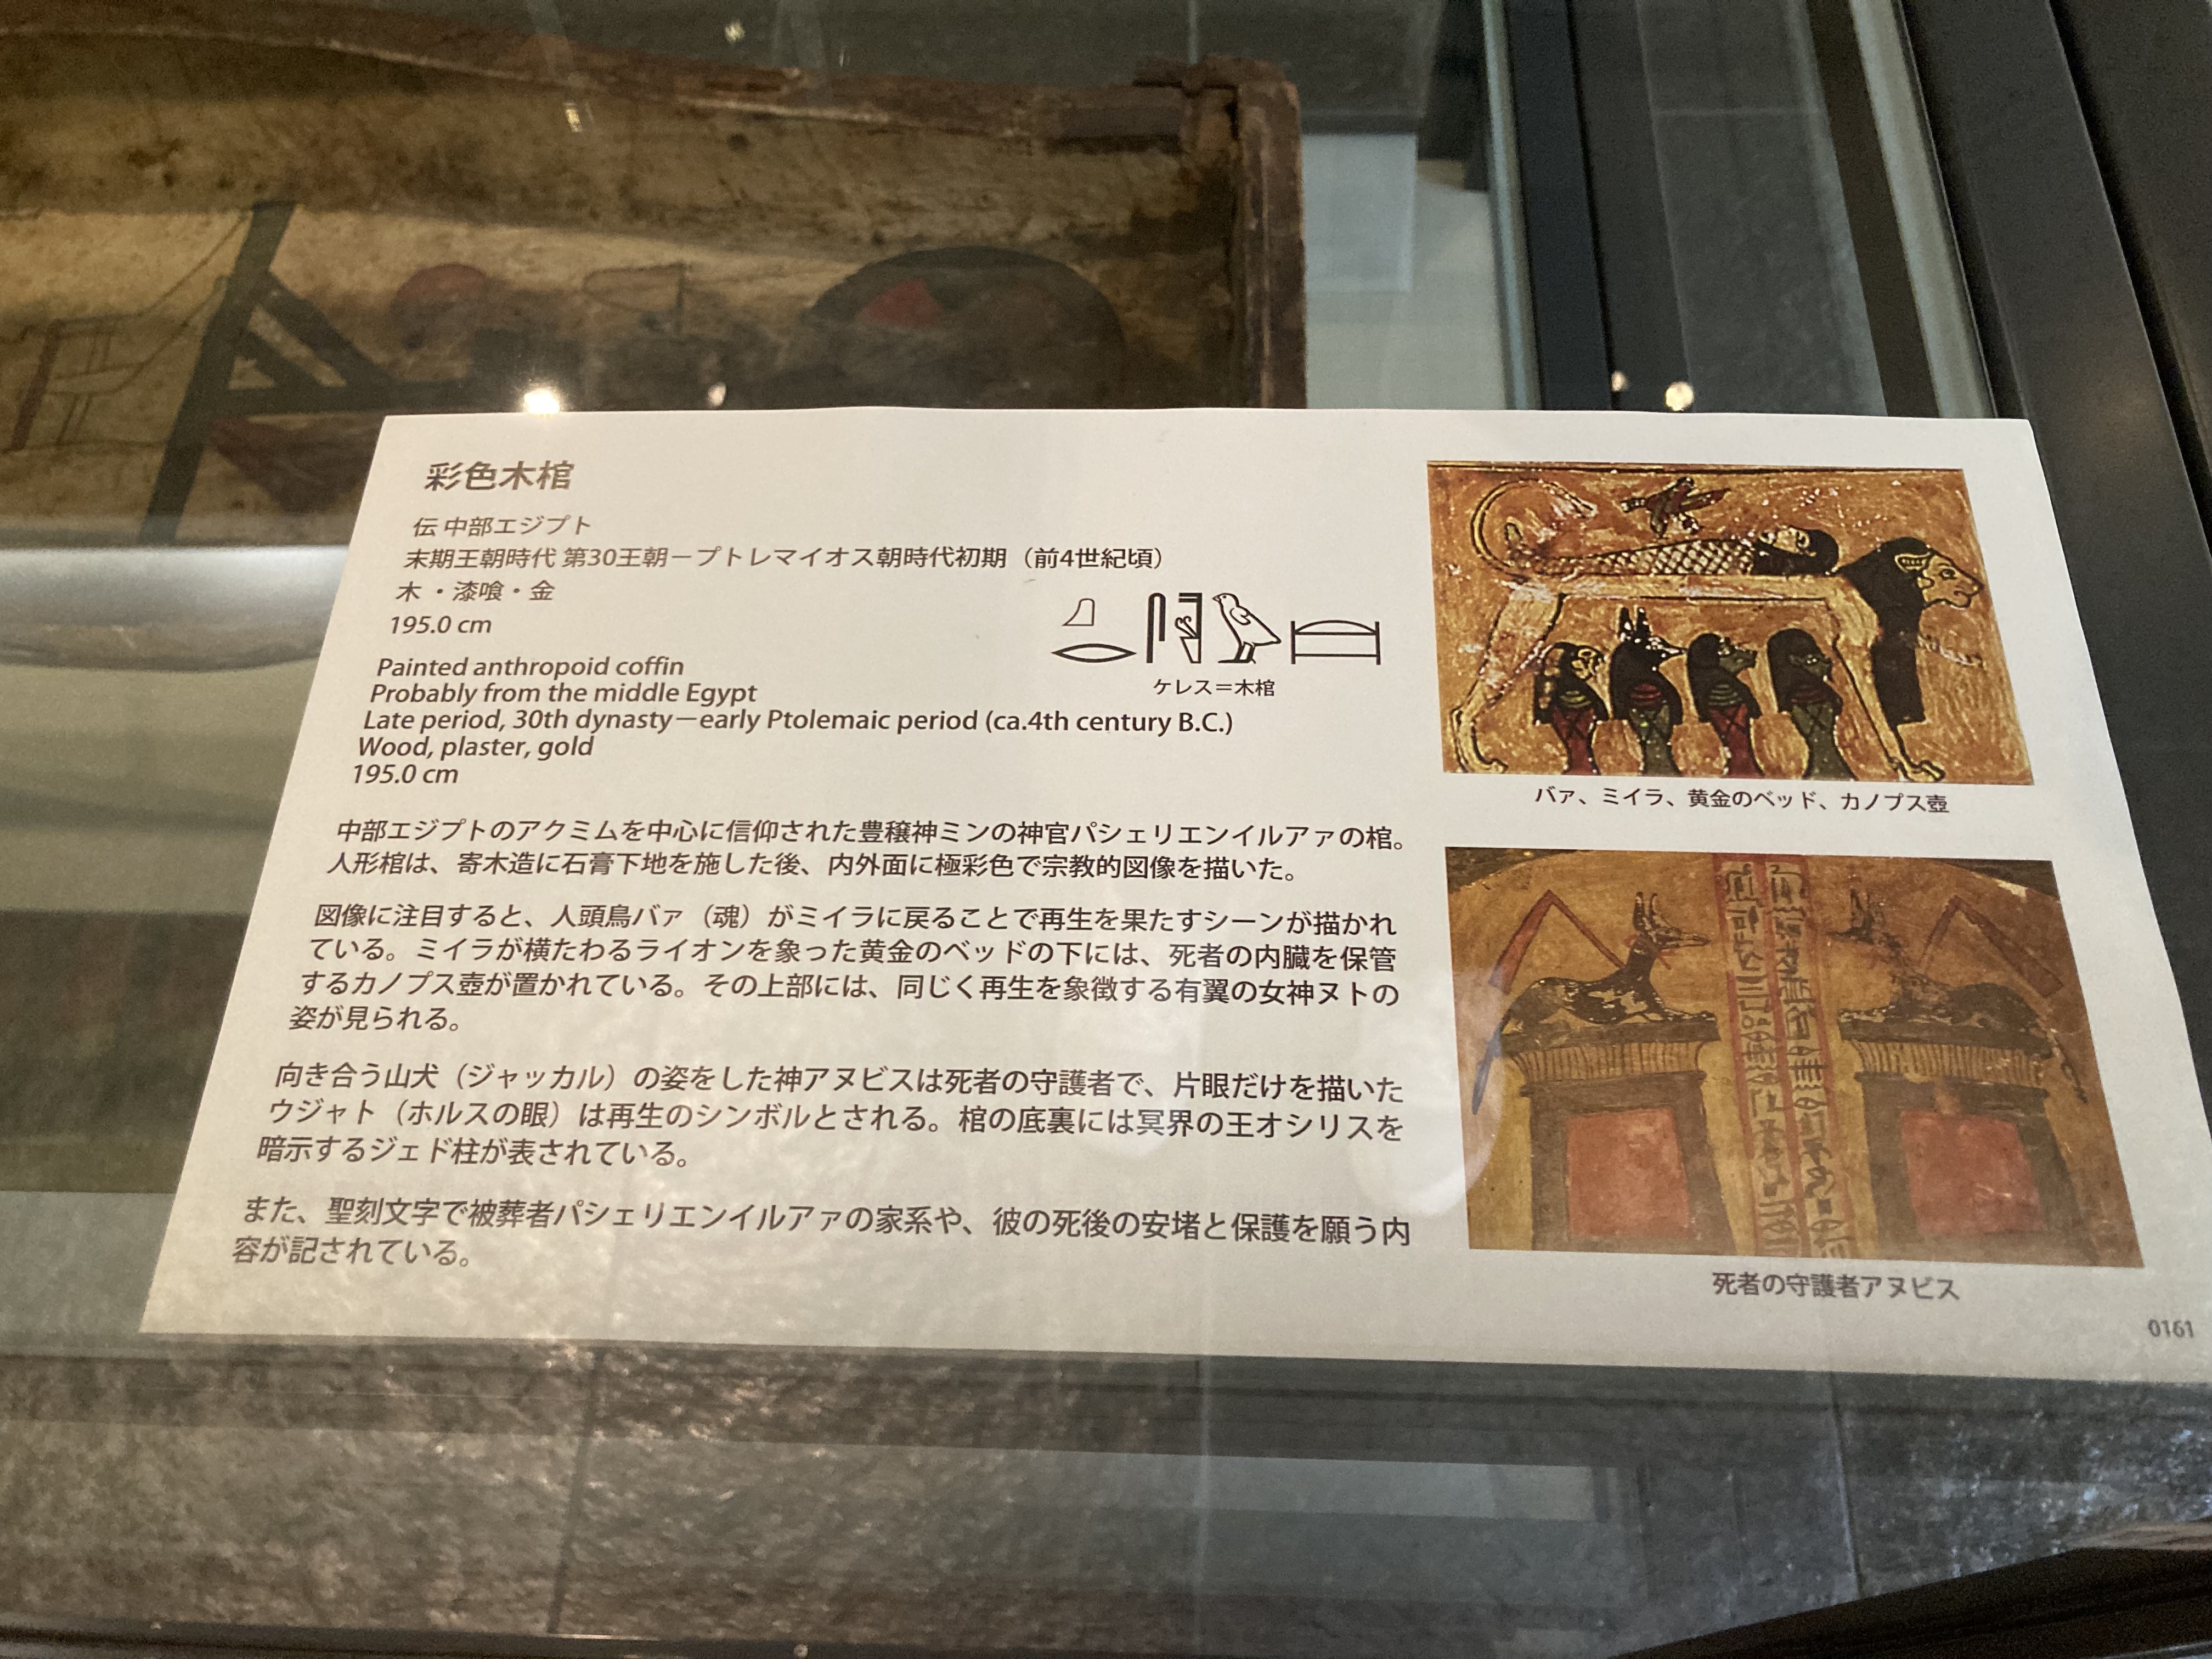 彩色木棺
伝 中部エジプト
末期王朝時代 第30王朝－プトレマイオス朝時代初期（前4世紀頃）
木・漆喰・金
195.0 cm
ケレス＝木棺
Painted anthropoid coffin
Probably from the middle Egypt
Late period, 30th dynasty－early Ptolemaic period (ca.4th century B.C.)
Wood, plaster, gold
195.0 cm
中部エジプトのアクミムを中心に信仰された豊穣神ミンの神官パシェリエンイルアァの棺。
人形棺は、寄木造に石膏下地を施した後、内外面に極彩色で宗教的図像を描いた。
図像に注目すると、人頭鳥バァ（魂）がミイラに戻ることで再生を果たすシーンが描かれ
ている。ミイラが横たわるライオンを象った黄金のベッドの下には、死者の内臓を保管
するカノプス壺が置かれている。その上部には、同じく再生を象徴する有翼の女神ヌトの
姿が見られる。
向き合う山犬（ジャッカル）の姿をした神アヌビスは死者の守護者で、片眼だけを描いた
ウジャト（ホルスの眼）は再生のシンボルとされる。棺の底裏には冥界の王オシリスを
暗示するジェド柱が表されている。
また、聖刻文字で被葬者パシェリエンイルアァの家系や、彼の死後の安堵と保護を願う内
容が記されている。
バァ、ミイラ、黄金のベッド、カノプス壺
死者の守護者アヌビス
0161